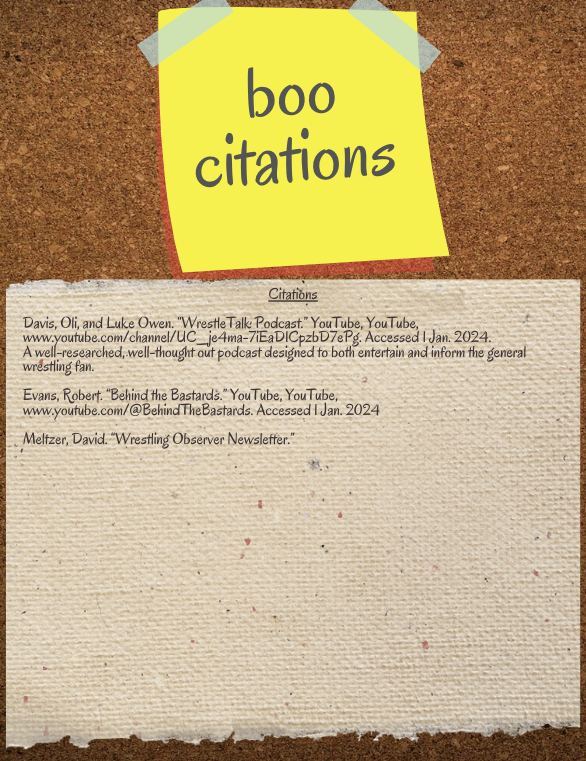 boo
citations
Citations
Davis, Oli, and Luke Owen. "WrestleTalk Podcast." YouTube, YouTube,
www.youtube.com/channel/UC__je4ma-7iEaDlCpzbD7ePg. Accessed 1 Jan. 2024.
A well-researched, well-thought out podcast designed to both entertain and inform the general
wrestling fan.
Evans, Robert. "Behind the Bastards." YouTube, YouTube,
www.youtube.com/@BehindTheBastards. Accessed 1 Jan. 2024
Meltzer, David. "Wrestling Observer Newsletter."